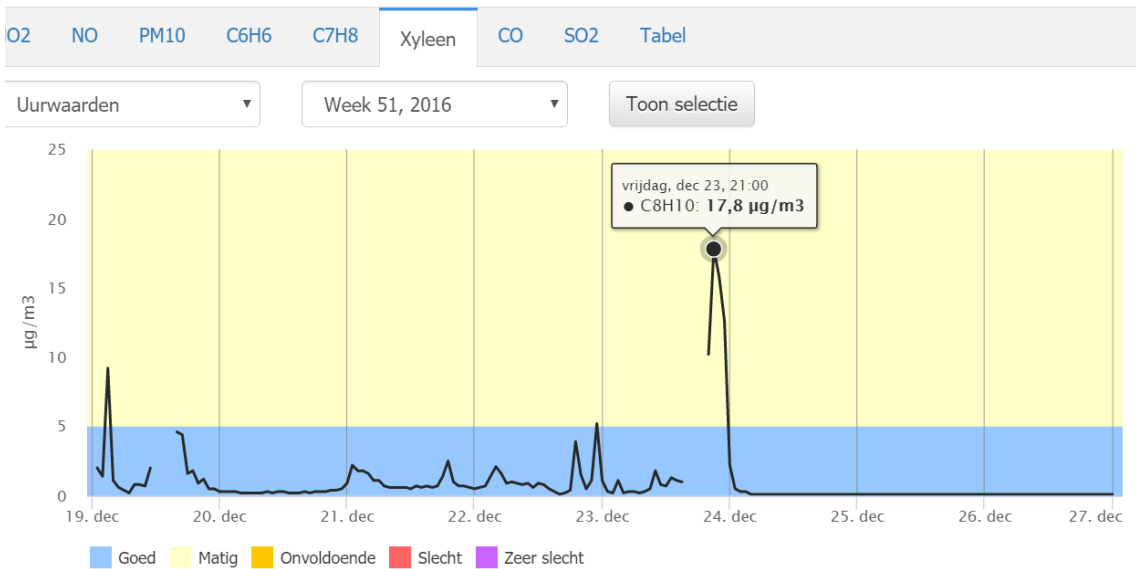 IO2 NO PM10 C6H6 C7H8 Xyleen CO SO2 Tabel
Uurwaarden Week 51, 2016 Toon selectie
25
20
15
10
5
0
µg/m3
vrijdag, dec 23, 21:00
● C8H10: 17,8 µg/m3
19. dec 20. dec 21. dec 22. dec 23. dec 24. dec 25. dec 26. dec 27. dec
Goed Matig Onvoldoende Slecht Zeer slecht